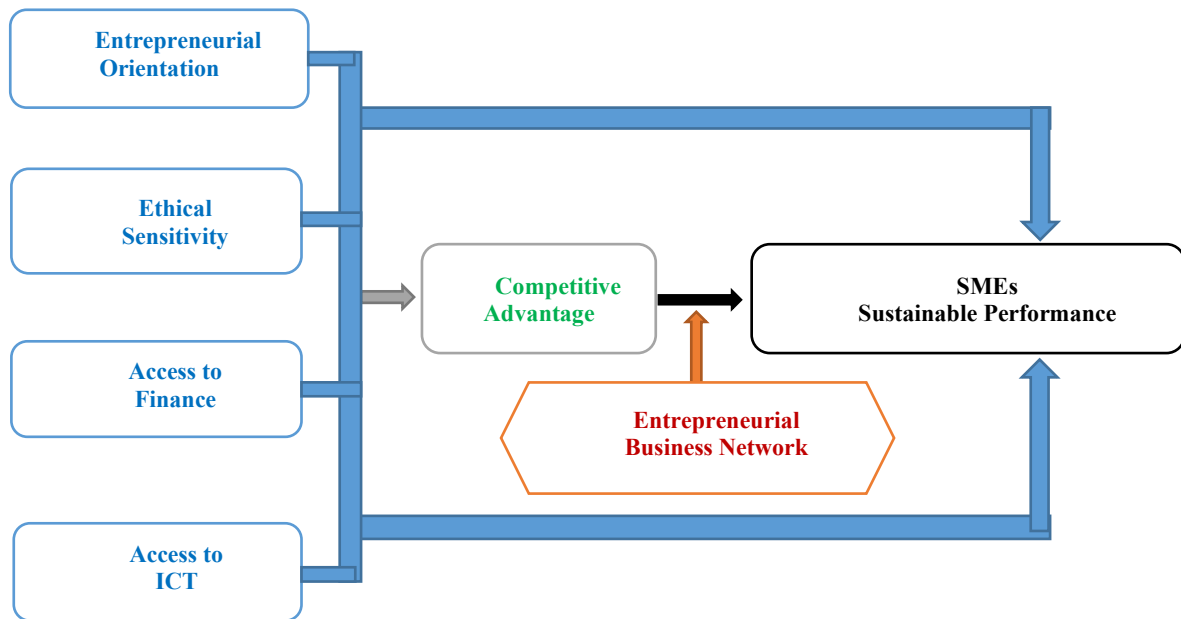 Entrepreneurial
Orientation
Ethical
Sensitivity
Access to
Finance
Access to
ICT
Competitive
Advantage
Entrepreneurial
Business Network
SMEs
Sustainable Performance